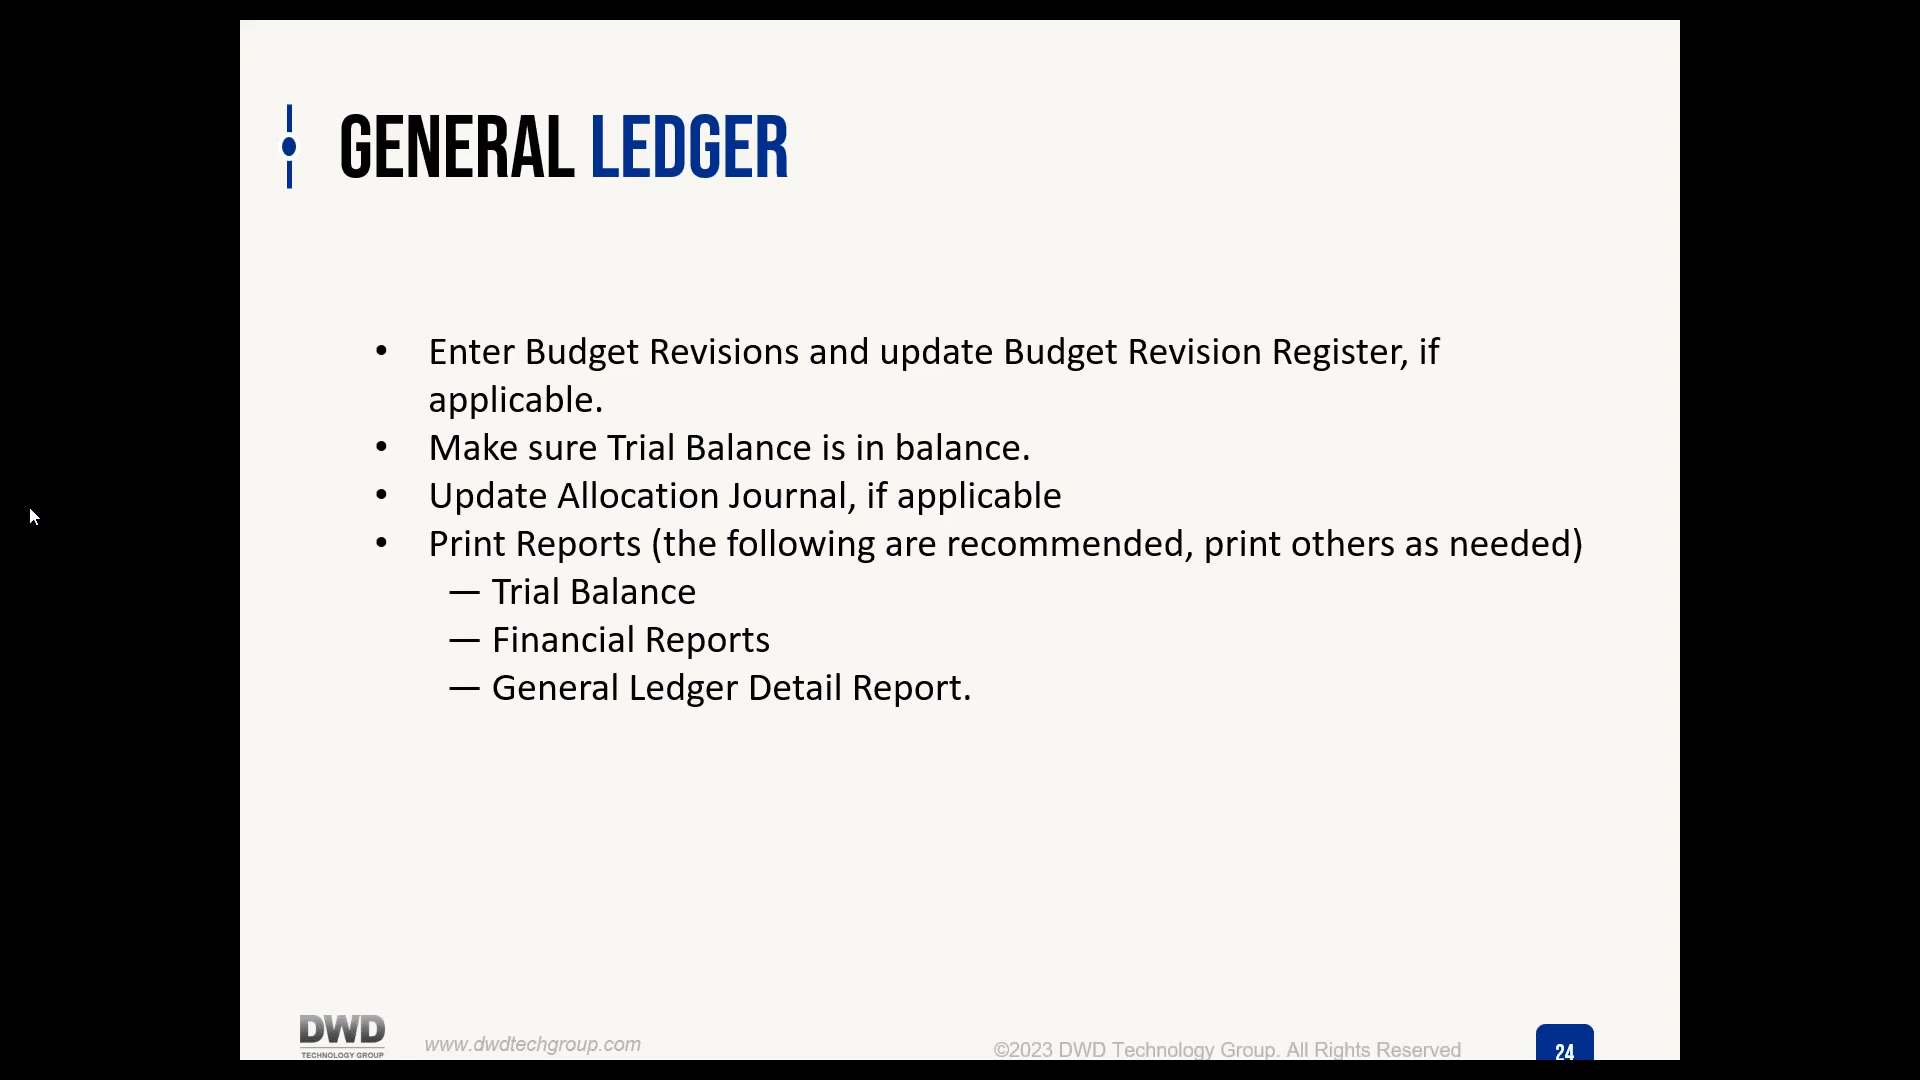 GENERAL LEDGER
• Enter Budget Revisions and update Budget Revision Register, if
applicable.
• Make sure Trial Balance is in balance.
• Update Allocation Journal, if applicable
• Print Reports (the following are recommended, print others as needed)
— Trial Balance
— Financial Reports
— General Ledger Detail Report.
DWD
TECHNOLOGY GROUP
www.dwdtechgroup.com
©2023 DWD Technology Group. All Rights Reserved
24